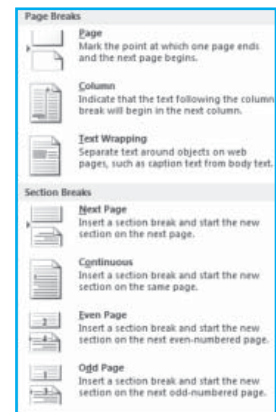 Page Breaks
Page
Mark the point at which one page ends
and the next page begins.
Column
Indicate that the text following the column
break will begin in the next column.
Text Wrapping
Separate text around objects on web
pages, such as caption text from body text.
Section Breaks
Next Page
Insert a section break and start the new
section on the next page.
Continuous
Insert a section break and start the new
section on the same page.
Even Page
Insert a section break and start the new
section on the next even-numbered page.
2
4
Odd Page
Insert a section break and start the new
section on the next odd-numbered page.
1
3